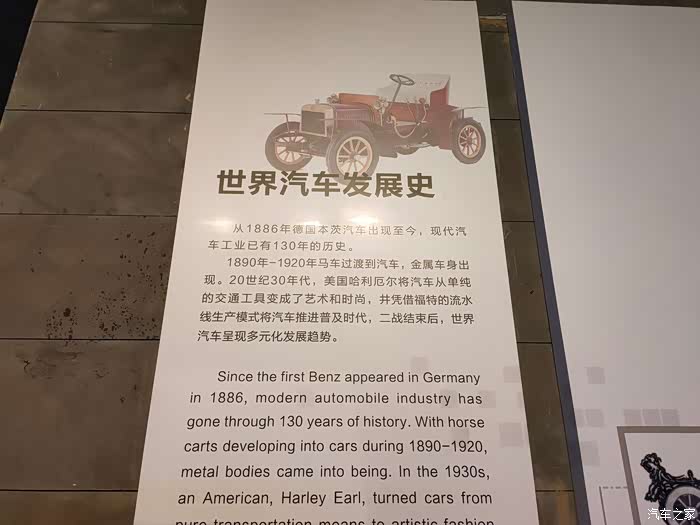 世界汽车发展史
从1886年德国本茨汽车出现至今，现代汽
车工业已有130年的历史。
1890年-1920年马车过渡到汽车，金属车身出
现。20世纪30年代，美国哈利厄尔将汽车从单纯
的交通工具变成了艺术和时尚，并凭借福特的流水
线生产模式将汽车推进普及时代，二战结束后，世界
汽车呈现多元化发展趋势。
Since the first Benz appeared in Germany
in 1886, modern automobile industry has
gone through 130 years of history. With horse
carts developing into cars during 1890-1920,
metal bodies came into being. In the 1930s,
an American, Harley Earl, turned cars from
pure transportation means to artistic fashion
汽车之家